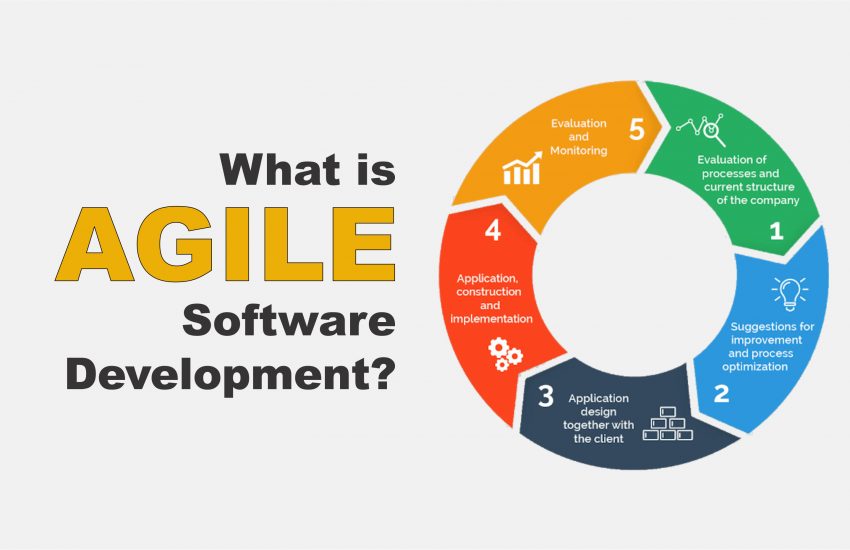 What is
AGILE
Software
Development?
Evaluation of
processes and
current structure
of the company
1
Suggestions for
improvement
and process
optimization
2
3
Application
design
together with
the client
4
Application,
construction
and
implementation
5
Evaluation
and
Monitoring